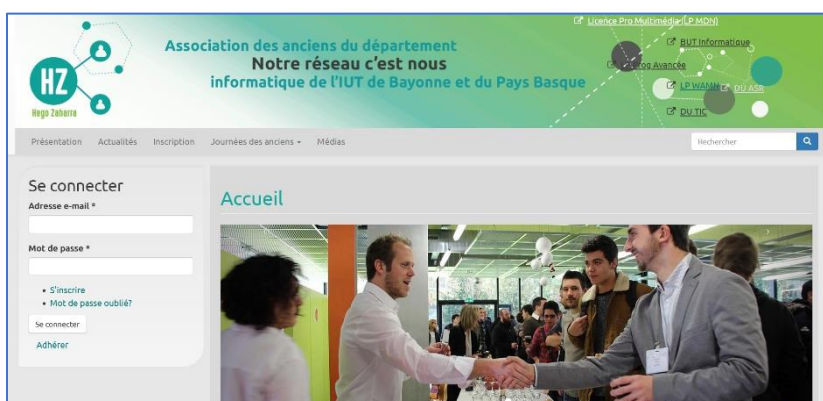 HZ
Hego Zaharra
Association des anciens du département
Notre réseau c'est nous
informatique de l'IUT de Bayonne et du Pays Basque
Licence Pro Multimédia (LP MDN)
BUT Informatique
Prog Avancée
LP WAMIN
DU ASR
DU TIC
Présentation Actualités Inscription Journées des anciens Médias
Rechercher
Se connecter
Adresse e-mail *
Mot de passe *
S'inscrire
Mot de passe oublié?
Se connecter
Adhérer
Accueil